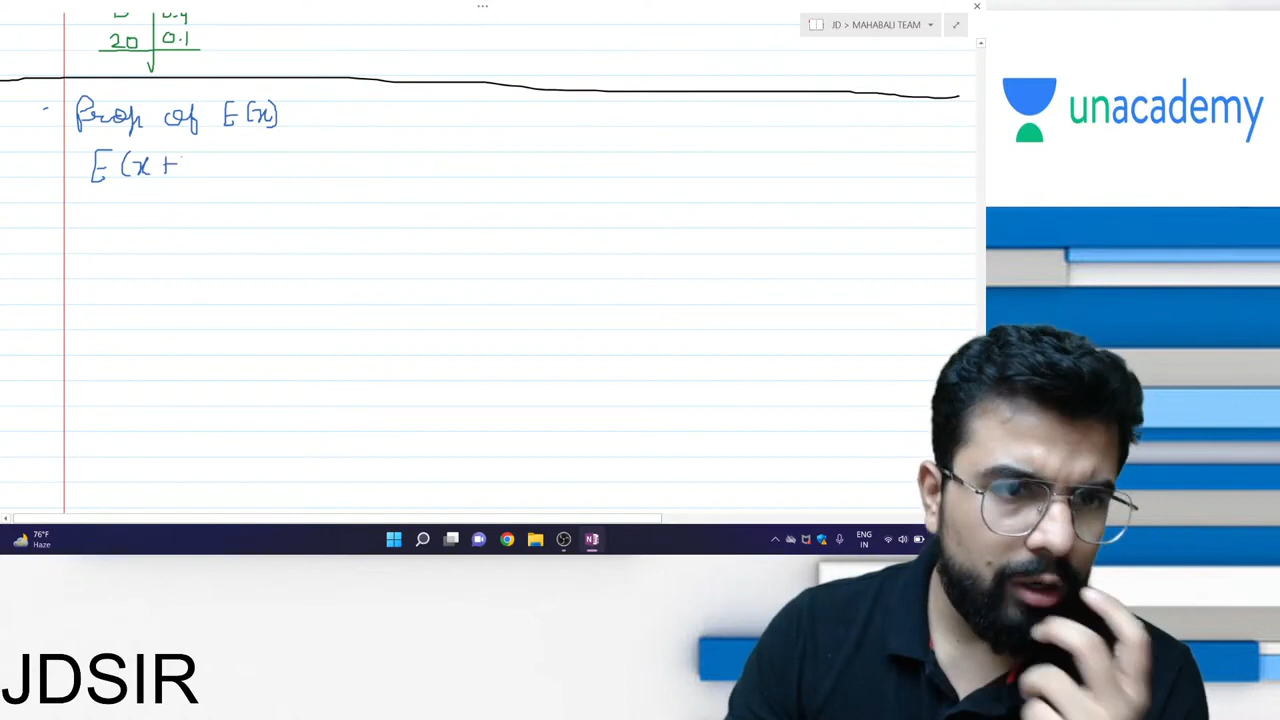 20 0.1
JD > MAHABALI TEAM
Prop of E(x)
E(x +
unacademy
76°F
Haze
ENG
IN
JDSIR